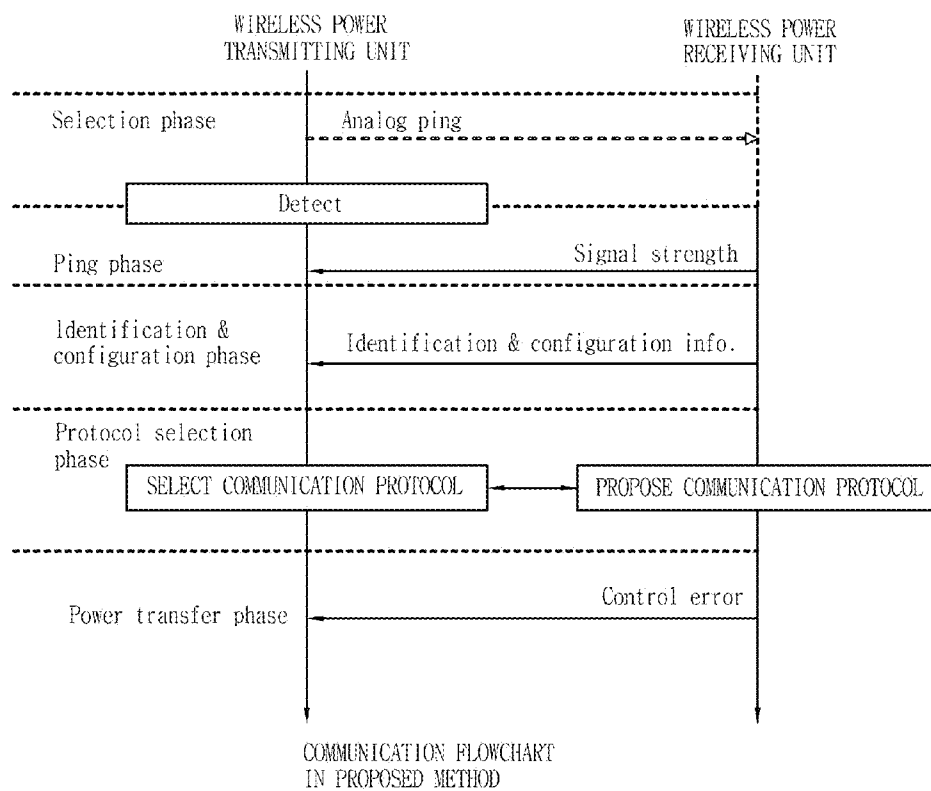 WIRELESS POWER
TRANSMITTING UNIT
WIRELESS POWER
RECEIVING UNIT
Selection phase
Analog ping
Detect
Signal strength
Ping phase
Identification &
configuration phase
Identification & configuration info.
Protocol selection
phase
SELECT COMMUNICATION PROTOCOL
PROPOSE COMMUNICATION PROTOCOL
Control error
Power transfer phase
COMMUNICATION FLOWCHART
IN PROPOSED METHOD